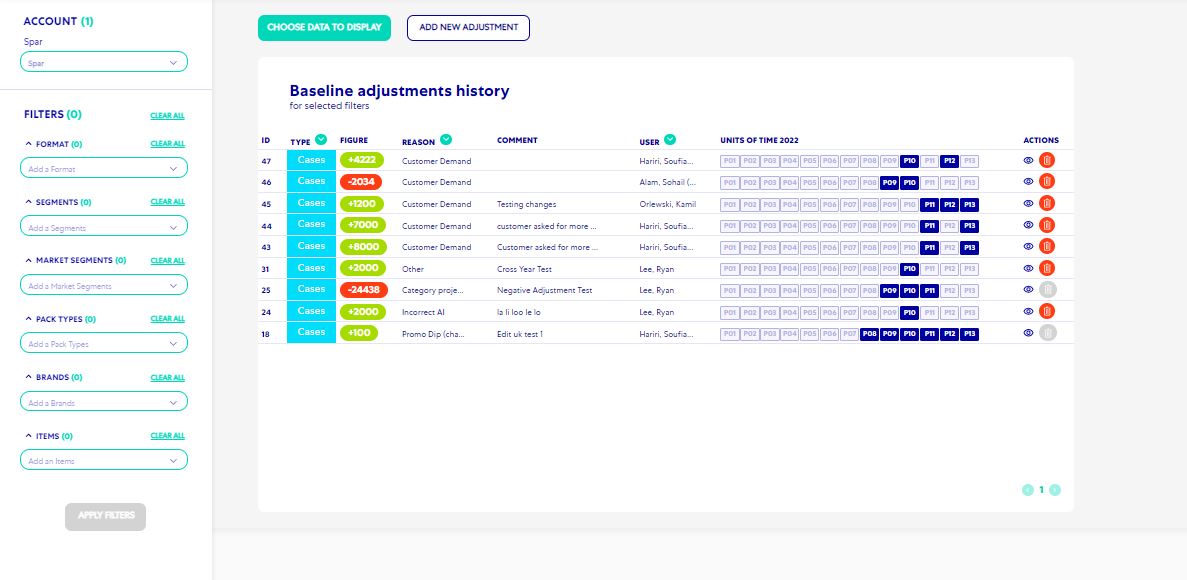 ACCOUNT (1)
Spar
Spar
FILTERS (0) CLEAR ALL
FORMAT (0) CLEAR ALL
Add a Format
SEGMENTS (0) CLEAR ALL
Add a Segments
MARKET SEGMENTS (0) CLEAR ALL
Add a Market Segments
PACK TYPES (0) CLEAR ALL
Add a Pack Types
BRANDS (0) CLEAR ALL
Add a Brands
ITEMS (0) CLEAR ALL
Add an Items
APPLY FILTERS
CHOOSE DATA TO DISPLAY ADD NEW ADJUSTMENT
Baseline adjustments history
for selected filters
ID TYPE FIGURE REASON COMMENT USER UNITS OF TIME 2022 ACTIONS
47 Cases +4222 Customer Demand Hariri, Soufia... P01 P02 P03 P04 P05 P06 P07 P08 P09 P10 P11 P12 P13
46 Cases -2034 Customer Demand Alam, Sohail (... P01 P02 P03 P04 P05 P06 P07 P08 P09 P10 P11 P12 P13
45 Cases +1200 Customer Demand Testing changes Orlewski, Kamil P01 P02 P03 P04 P05 P06 P07 P08 P09 P10 P11 P12 P13
44 Cases +7000 Customer Demand customer asked for more ... Hariri, Soufia... P01 P02 P03 P04 P05 P06 P07 P08 P09 P10 P11 P12 P13
43 Cases +8000 Customer Demand Customer asked for more ... Hariri, Soufia... P01 P02 P03 P04 P05 P06 P07 P08 P09 P10 P11 P12 P13
31 Cases +2000 Other Cross Year Test Lee, Ryan P01 P02 P03 P04 P05 P06 P07 P08 P09 P10 P11 P12 P13
25 Cases -24438 Category proje... Negative Adjustment Test Lee, Ryan P01 P02 P03 P04 P05 P06 P07 P08 P09 P10 P11 P12 P13
24 Cases +2000 Incorrect AI la li loo le lo Lee, Ryan P01 P02 P03 P04 P05 P06 P07 P08 P09 P10 P11 P12 P13
18 Cases +100 Promo Dip (cha... Edit uk test 1 Hariri, Soufia... P01 P02 P03 P04 P05 P06 P07 P08 P09 P10 P11 P12 P13
1